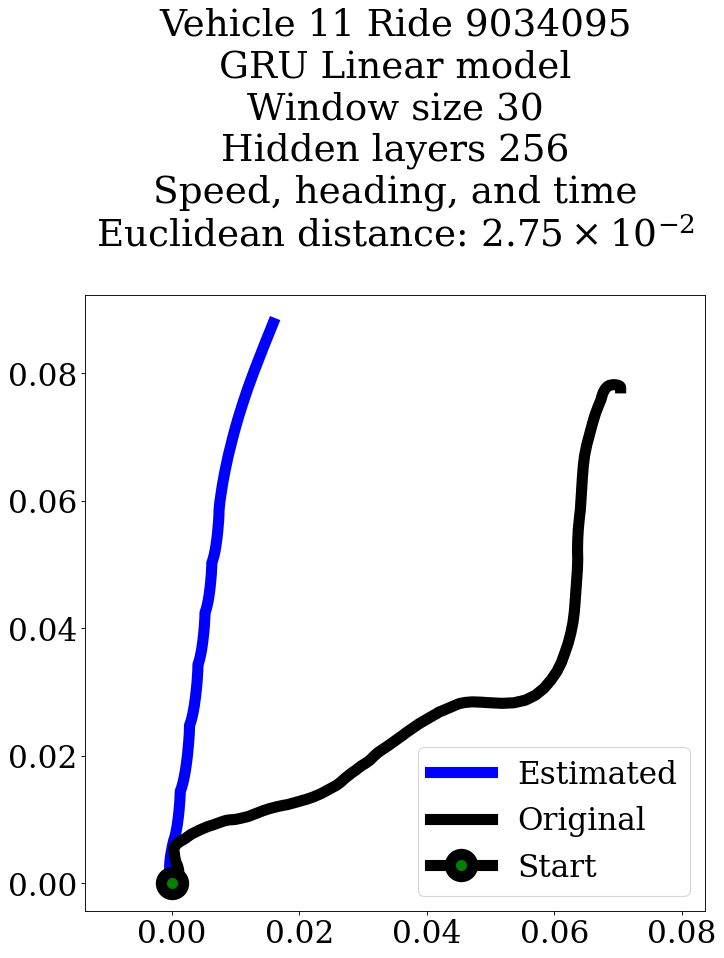 Vehicle 11 Ride 9034095
GRU Linear model
Window size 30
Hidden layers 256
Speed, heading, and time
Euclidean distance: 2.75 × 10⁻²
0.08
0.06
0.04
0.02
0.00
Estimated
Original
Start
0.00 0.02 0.04 0.06 0.08